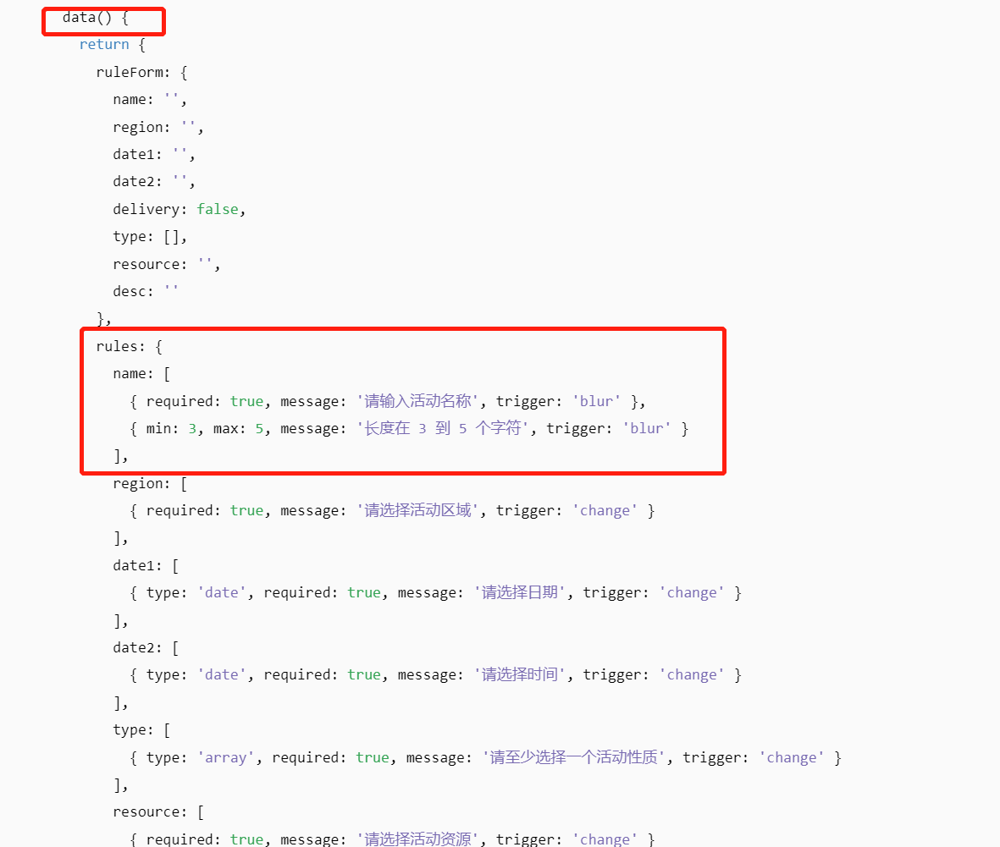 data() {
return {
ruleForm: {
name: '',
region: '',
date1: '',
date2: '',
delivery: false,
type: [],
resource: '',
desc: ''
},
rules: {
name: [
{ required: true, message: '请输入活动名称', trigger: 'blur' },
{ min: 3, max: 5, message: '长度在 3 到 5 个字符', trigger: 'blur' }
],
region: [
{ required: true, message: '请选择活动区域', trigger: 'change' }
],
date1: [
{ type: 'date', required: true, message: '请选择日期', trigger: 'change' }
],
date2: [
{ type: 'date', required: true, message: '请选择时间', trigger: 'change' }
],
type: [
{ type: 'array', required: true, message: '请至少选择一个活动性质', trigger: 'change' }
],
resource: [
{ required: true, message: '请选择活动资源', trigger: 'change' }